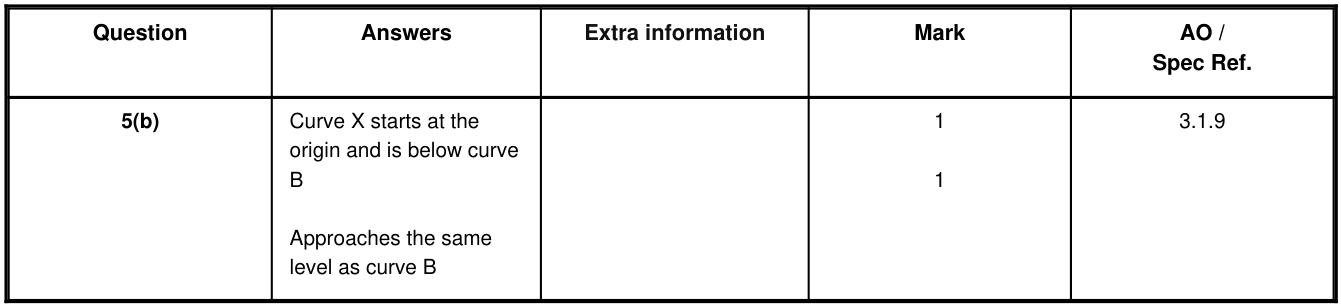 Question Answers Extra information Mark AO /
Spec Ref.
5(b) Curve X starts at the 1 3.1.9
origin and is below curve
B 1
Approaches the same
level as curve B